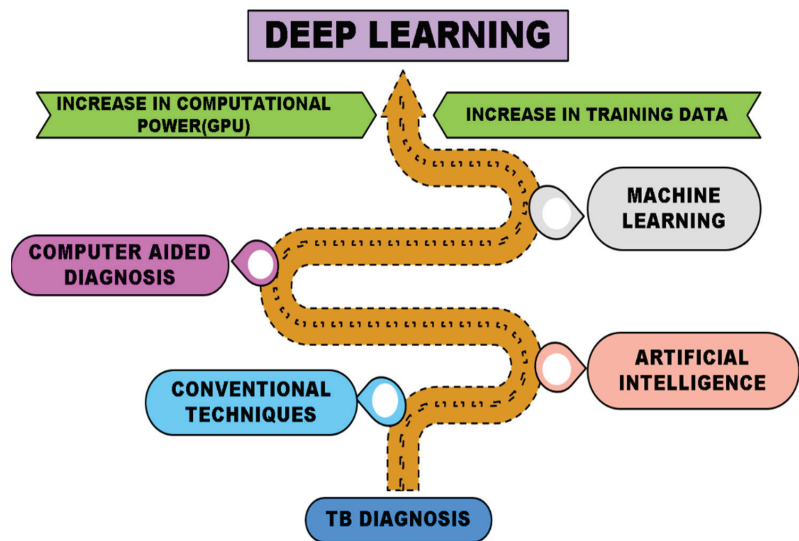 DEEP LEARNING
INCREASE IN COMPUTATIONAL
POWER(GPU)
INCREASE IN TRAINING DATA
MACHINE
LEARNING
COMPUTER AIDED
DIAGNOSIS
ARTIFICIAL
INTELLIGENCE
CONVENTIONAL
TECHNIQUES
TB DIAGNOSIS